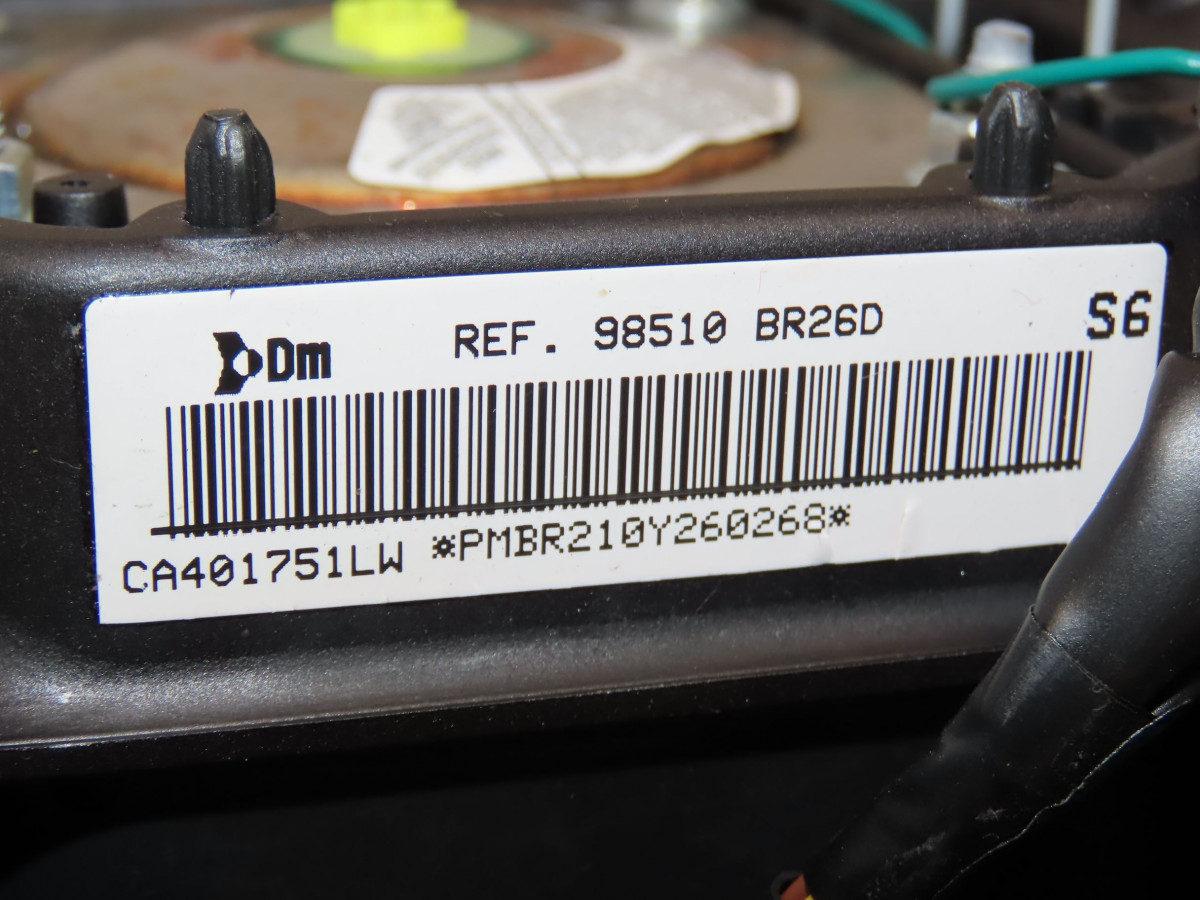 Dm REF. 98510 BR26D S6
CA401751LW *PMBR210Y260268*